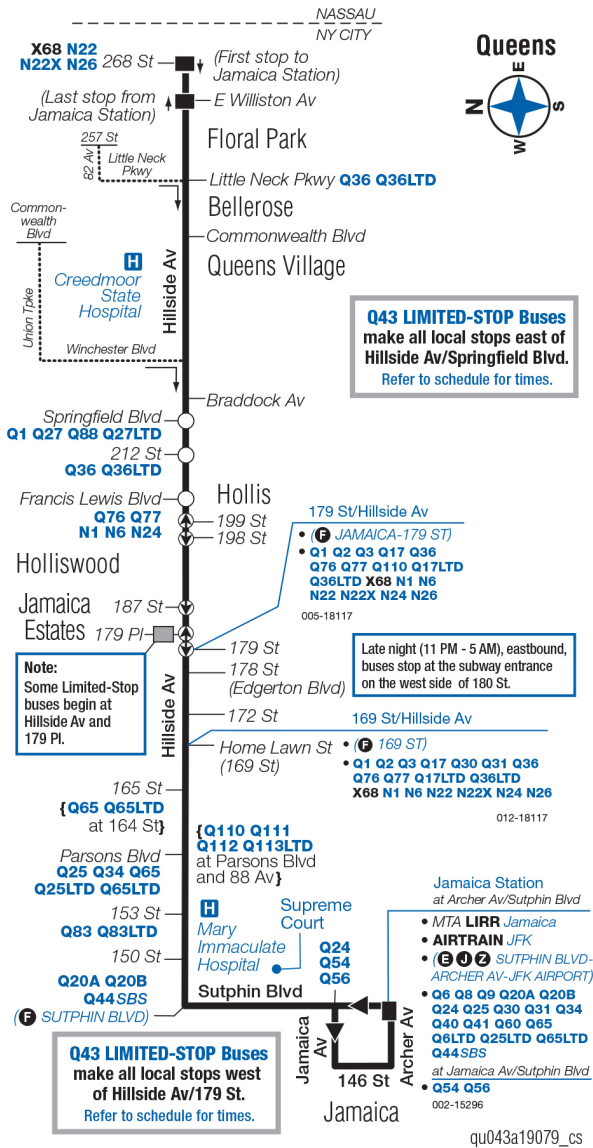 NASSAU
NY CITY
X68 N22
N22X N26 268 St
(First stop to
Jamaica Station)
Queens
N
E
S
W
(Last stop from
Jamaica Station)
E Williston Av
Floral Park
257 St
82 Av
Little Neck
Pkwy
Little Neck Pkwy Q36 Q36LTD
Bellerose
Common-
wealth
Blvd
Commonwealth Blvd
Queens Village
H
Creedmoor
State
Hospital
Hillside Av
Union Tpke
Winchester Blvd
Q43 LIMITED-STOP Buses
make all local stops east of
Hillside Av/Springfield Blvd.
Refer to schedule for times.
Braddock Av
Springfield Blvd
Q1 Q27 Q88 Q27LTD
212 St
Q36 Q36LTD
Francis Lewis Blvd
Q76 Q77
N1 N6 N24
Hollis
199 St
198 St
Holliswood
179 St/Hillside Av
• (F JAMAICA-179 ST)
• Q1 Q2 Q3 Q17 Q36
Q76 Q77 Q110 Q17LTD
Q36LTD X68 N1 N6
N22 N22X N24 N26
005-18117
Jamaica
Estates
187 St
179 Pl
179 St
178 St
(Edgerton Blvd)
Late night (11 PM - 5 AM), eastbound,
buses stop at the subway entrance
on the west side of 180 St.
Note:
Some Limited-Stop
buses begin at
Hillside Av and
179 Pl.
Hillside Av
172 St
169 St/Hillside Av
Home Lawn St
(169 St)
• (F 169 ST)
• Q1 Q2 Q3 Q17 Q30 Q31 Q36
Q76 Q77 Q17LTD Q36LTD
X68 N1 N6 N22 N22X N24 N26
012-18117
165 St
{Q65 Q65LTD
at 164 St}
{Q110 Q111
Q112 Q113LTD
at Parsons Blvd
and 88 Av}
Parsons Blvd
Q25 Q34 Q65
Q25LTD Q65LTD
153 St
Q83 Q83LTD
H
Mary
Immaculate
Hospital
Supreme
Court
150 St
Q20A Q20B
Q44SBS
(F SUTPHIN BLVD)
Q24
Q54
Q56
Sutphin Blvd
Jamaica Station
at Archer Av/Sutphin Blvd
• MTA LIRR Jamaica
• AIRTRAIN JFK
• (E J Z SUTPHIN BLVD-
ARCHER AV-JFK AIRPORT)
• Q6 Q8 Q9 Q20A Q20B
Q24 Q25 Q30 Q31 Q34
Q40 Q41 Q60 Q65
Q6LTD Q25LTD Q65LTD
Q44SBS
at Jamaica Av/Sutphin Blvd
• Q54 Q56
002-15296
Jamaica
Av
Archer Av
146 St
Jamaica
Q43 LIMITED-STOP Buses
make all local stops west
of Hillside Av/179 St.
Refer to schedule for times.
qu043a19079_cs